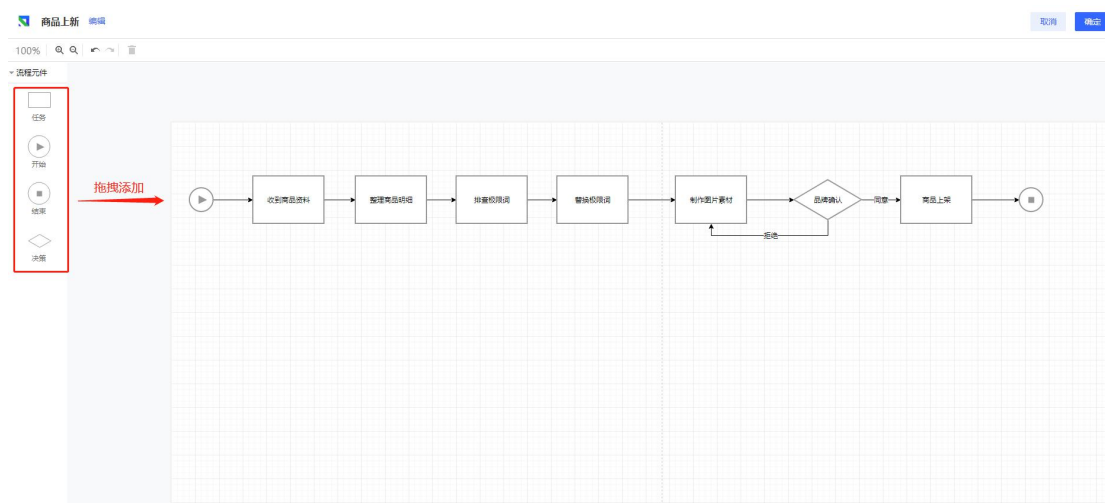 商品上新 编辑
取消 确定
100%
流程元件
任务
开始
结束
决策
拖拽添加
收到商品资料
整理商品明细
排查极限词
替换极限词
制作图片素材
品牌确认
同意
商品上架
拒绝